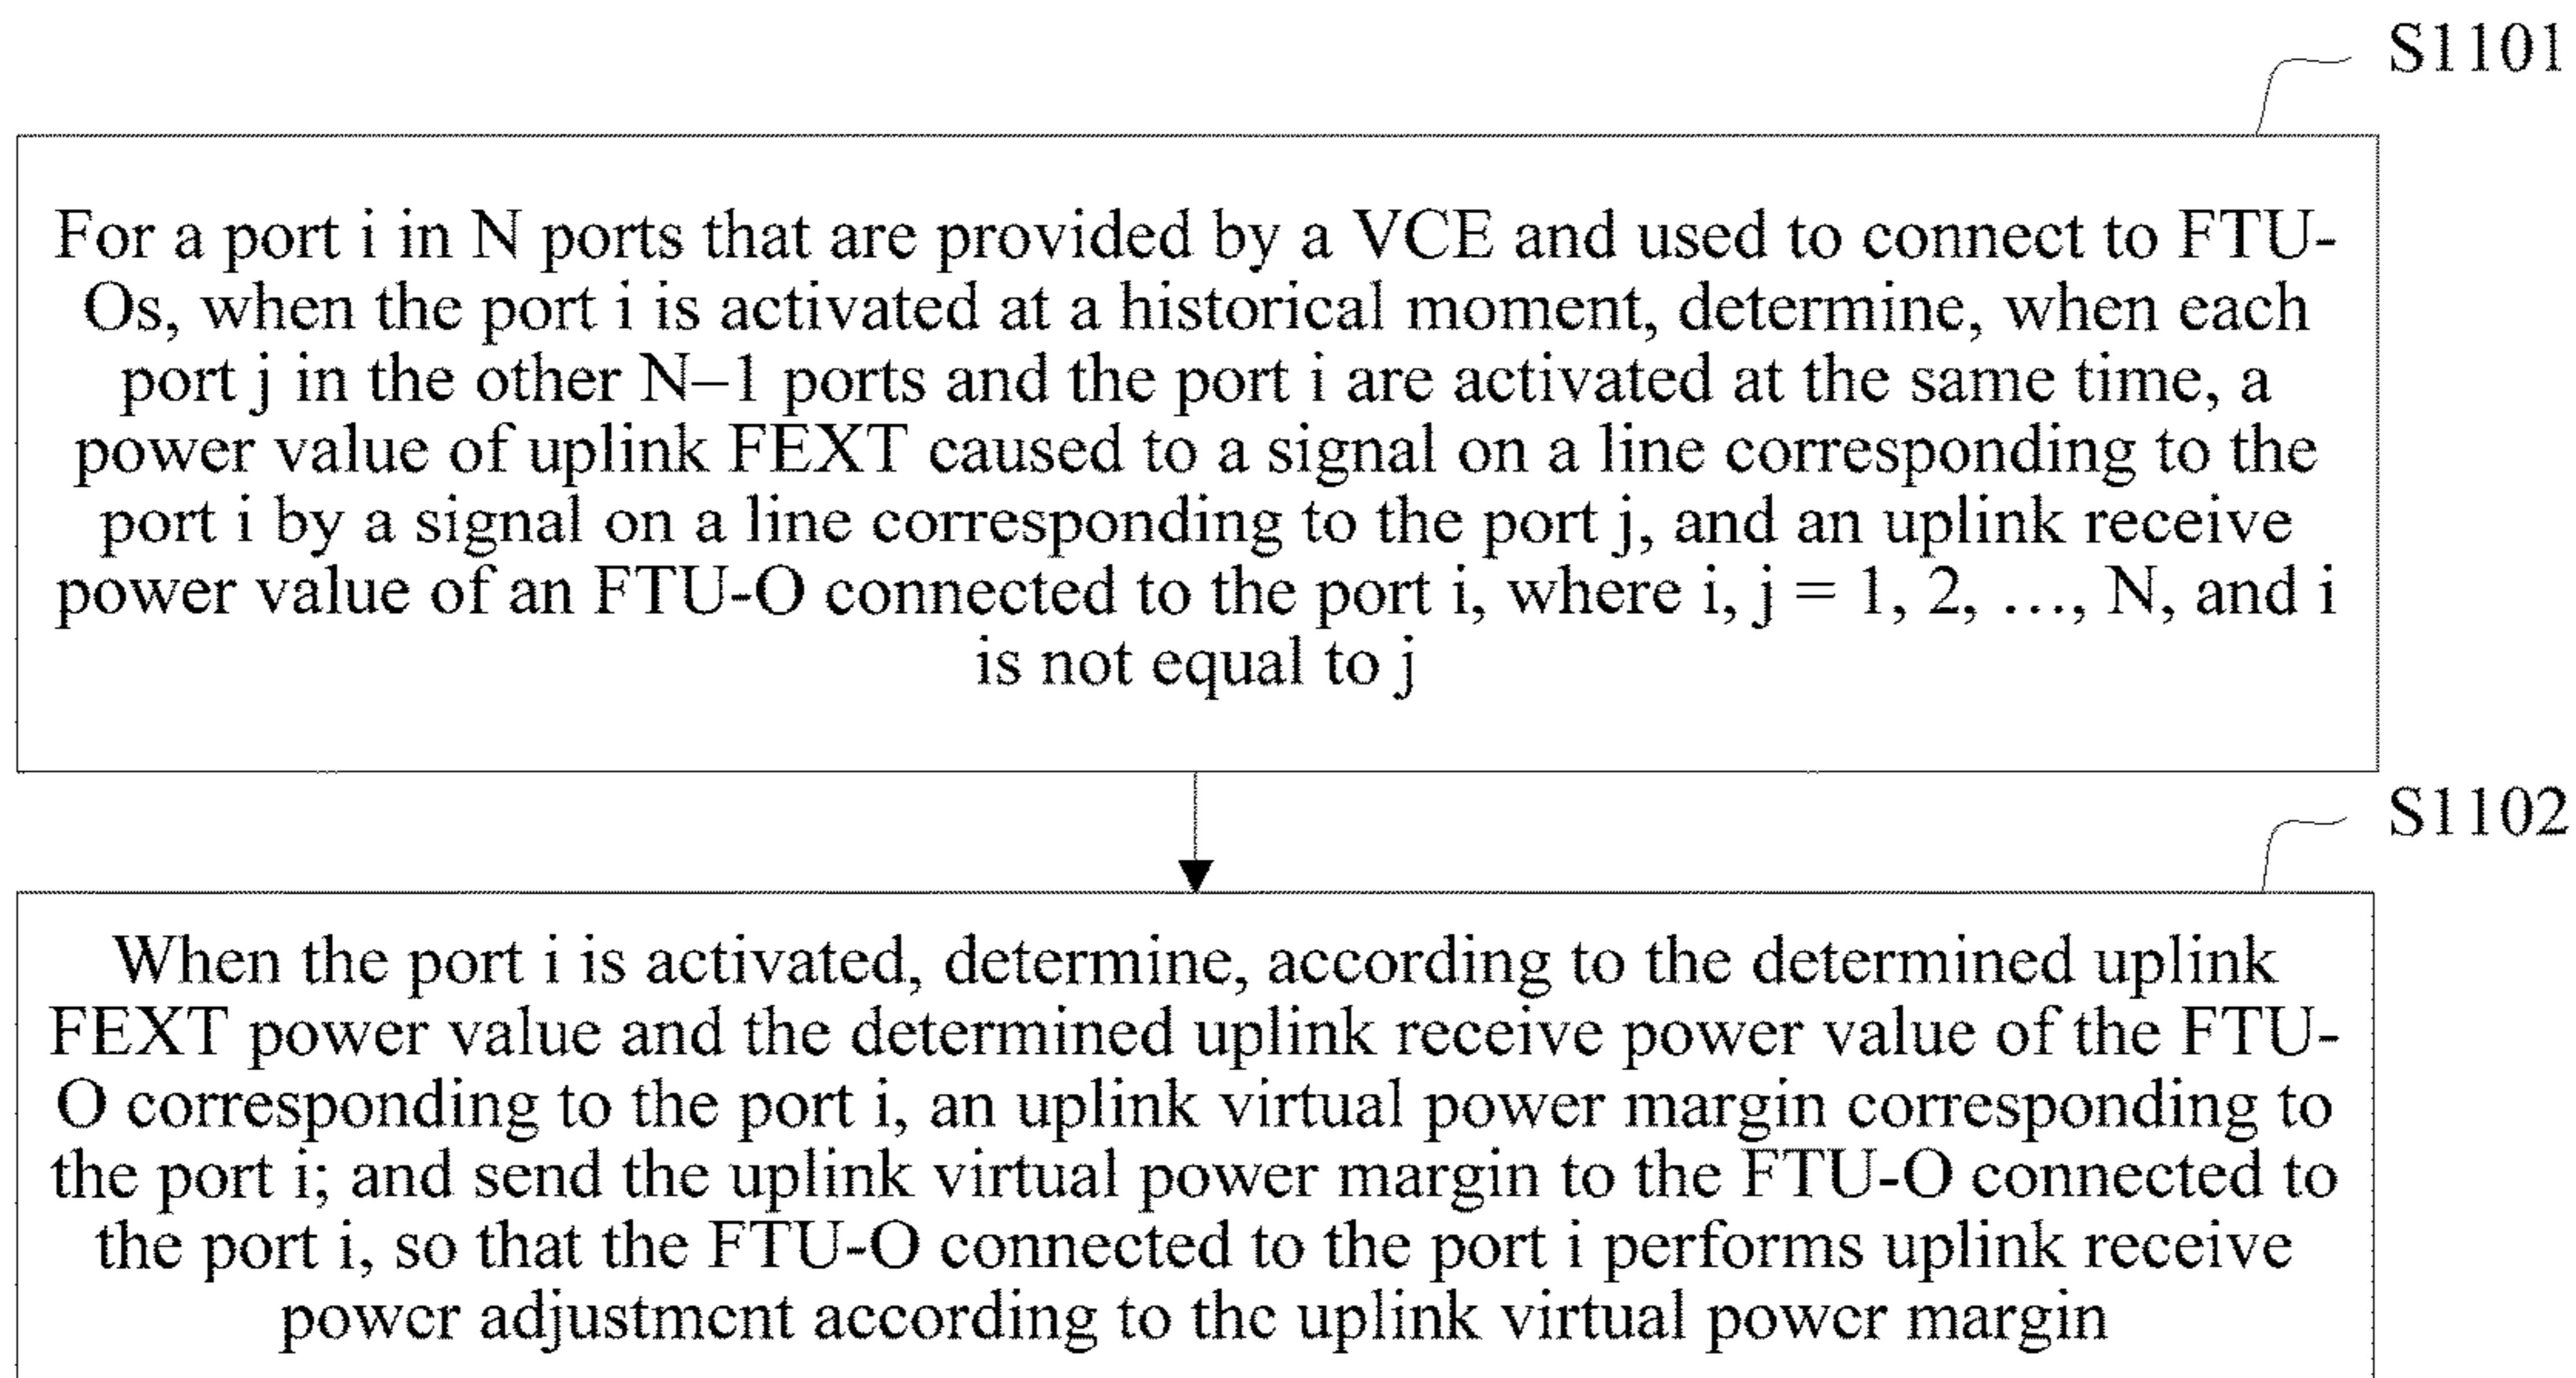 S1101
For a port i in N ports that are provided by a VCE and used to connect to FTU-
Os, when the port i is activated at a historical moment, determine, when each
port j in the other N–1 ports and the port i are activated at the same time, a
power value of uplink FEXT caused to a signal on a line corresponding to the
port i by a signal on a line corresponding to the port j, and an uplink receive
power value of an FTU-O connected to the port i, where i, j = 1, 2, …, N, and i
is not equal to j
S1102
When the port i is activated, determine, according to the determined uplink
FEXT power value and the determined uplink receive power value of the FTU-
O corresponding to the port i, an uplink virtual power margin corresponding to
the port i; and send the uplink virtual power margin to the FTU-O connected to
the port i, so that the FTU-O connected to the port i performs uplink receive
power adjustment according to the uplink virtual power margin